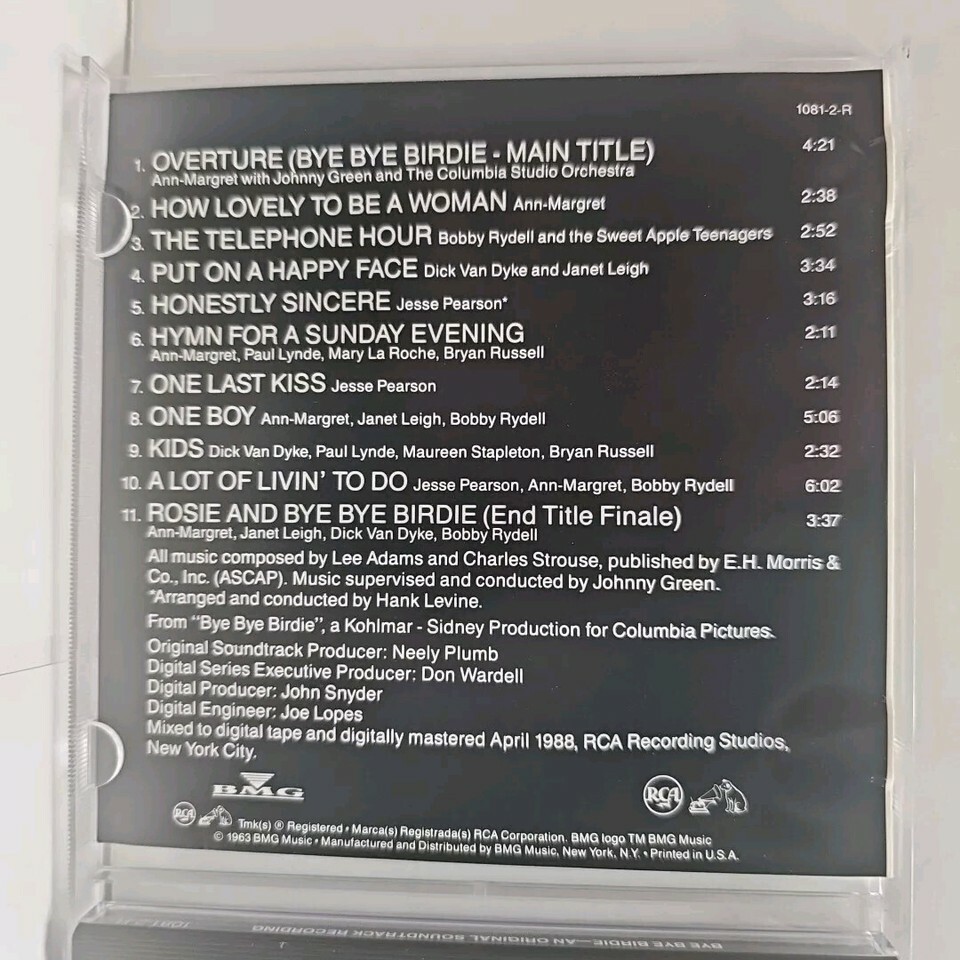 1081-2-R
1. OVERTURE (BYE BYE BIRDIE - MAIN TITLE) 4:21
Ann-Margret with Johnny Green and The Columbia Studio Orchestra
2. HOW LOVELY TO BE A WOMAN Ann-Margret 2:38
3. THE TELEPHONE HOUR Bobby Rydell and the Sweet Apple Teenagers 2:52
4. PUT ON A HAPPY FACE Dick Van Dyke and Janet Leigh 3:34
5. HONESTLY SINCERE Jesse Pearson* 3:16
6. HYMN FOR A SUNDAY EVENING 2:11
Ann-Margret, Paul Lynde, Mary La Roche, Bryan Russell
7. ONE LAST KISS Jesse Pearson 2:14
8. ONE BOY Ann-Margret, Janet Leigh, Bobby Rydell 5:06
9. KIDS Dick Van Dyke, Paul Lynde, Maureen Stapleton, Bryan Russell 2:32
10. A LOT OF LIVIN' TO DO Jesse Pearson, Ann-Margret, Bobby Rydell 6:02
11. ROSIE AND BYE BYE BIRDIE (End Title Finale) 3:37
Ann-Margret, Janet Leigh, Dick Van Dyke, Bobby Rydell
All music composed by Lee Adams and Charles Strouse, published by E.H. Morris &
Co., Inc. (ASCAP). Music supervised and conducted by Johnny Green.
*Arranged and conducted by Hank Levine.
From "Bye Bye Birdie", a Kohlmar - Sidney Production for Columbia Pictures.
Original Soundtrack Producer: Neely Plumb
Digital Series Executive Producer: Don Wardell
Digital Producer: John Snyder
Digital Engineer: Joe Lopes
Mixed to digital tape and digitally mastered April 1988, RCA Recording Studios,
New York City.
BMG
RCA
RCA
Tmk(s) ® Registered • Marca(s) Registrada(s) RCA Corporation. BMG logo TM BMG Music
© 1963 BMG Music • Manufactured and Distributed by BMG Music, New York, N.Y. • Printed in U.S.A.
BYE BYE BIRDIE—AN ORIGINAL SOUNDTRACK RECORDING